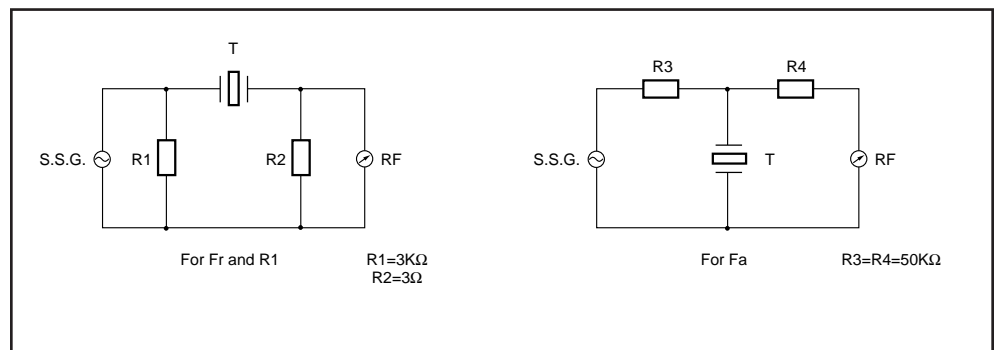 T
S.S.G.
R1
R2
RF
For Fr and R1
R1=3KΩ
R2=3Ω
R3
R4
S.S.G.
T
RF
For Fa
R3=R4=50KΩ